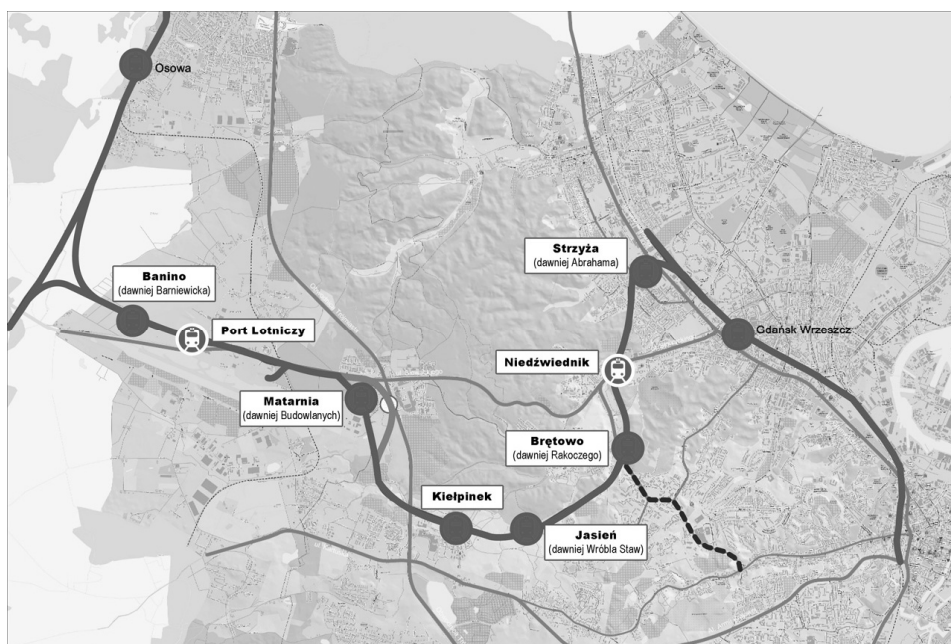 Osowa
Banino
(dawniej Barniewicka)
Port Lotniczy
Matarnia
(dawniej Budowlanych)
Kiełpinek
Jasień
(dawniej Wróbla Staw)
Brętowo
(dawniej Rakoczego)
Niedźwiednik
Strzyża
(dawniej Abrahama)
Gdańsk Wrzeszcz